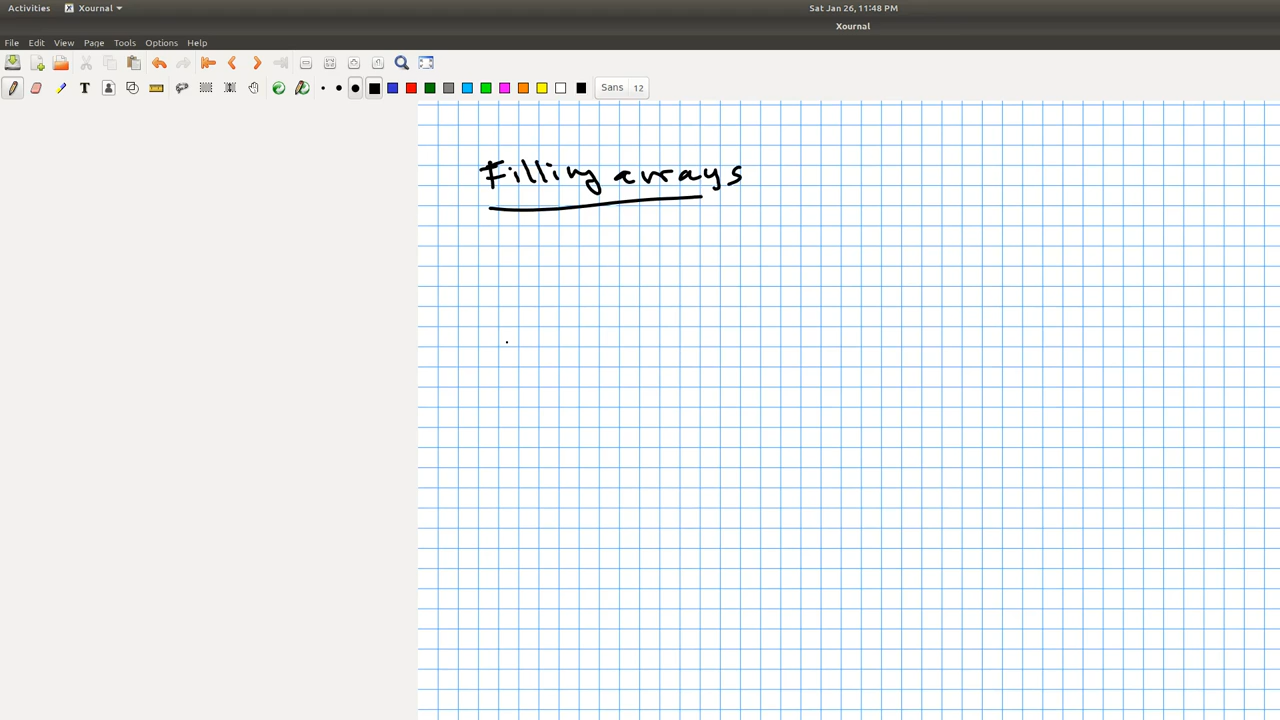 Activities Xournal Sat Jan 26, 11:48 PM
Xournal
File Edit View Page Tools Options Help
T Sans 12
Filling arrays